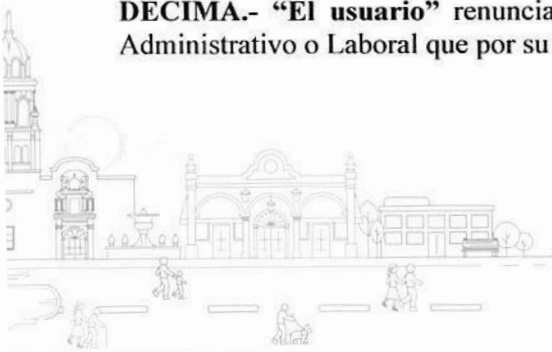 DECIMA.- “El usuario” renuncia
Administrativo o Laboral que por su